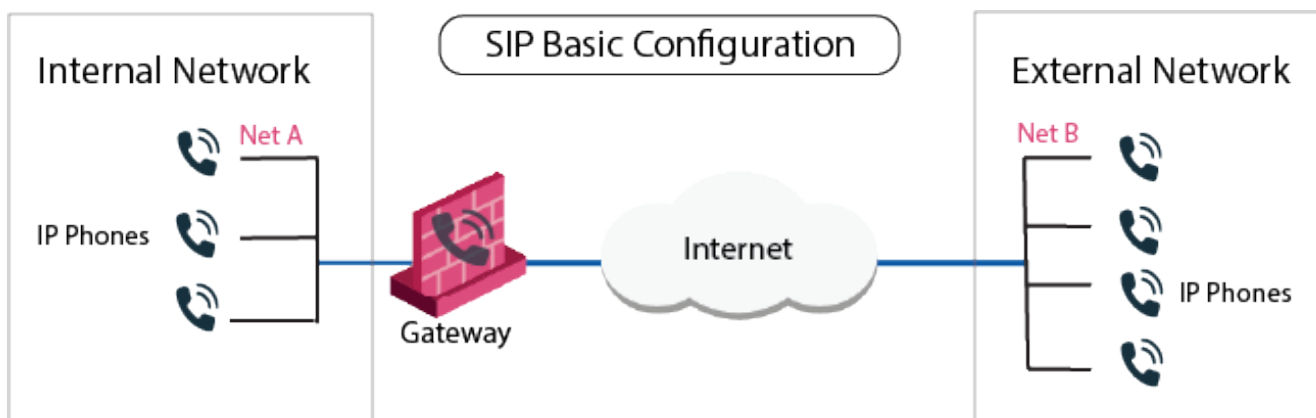 SIP Basic Configuration
Internal Network
External Network
Net A
Net B
IP Phones
Internet
IP Phones
Gateway